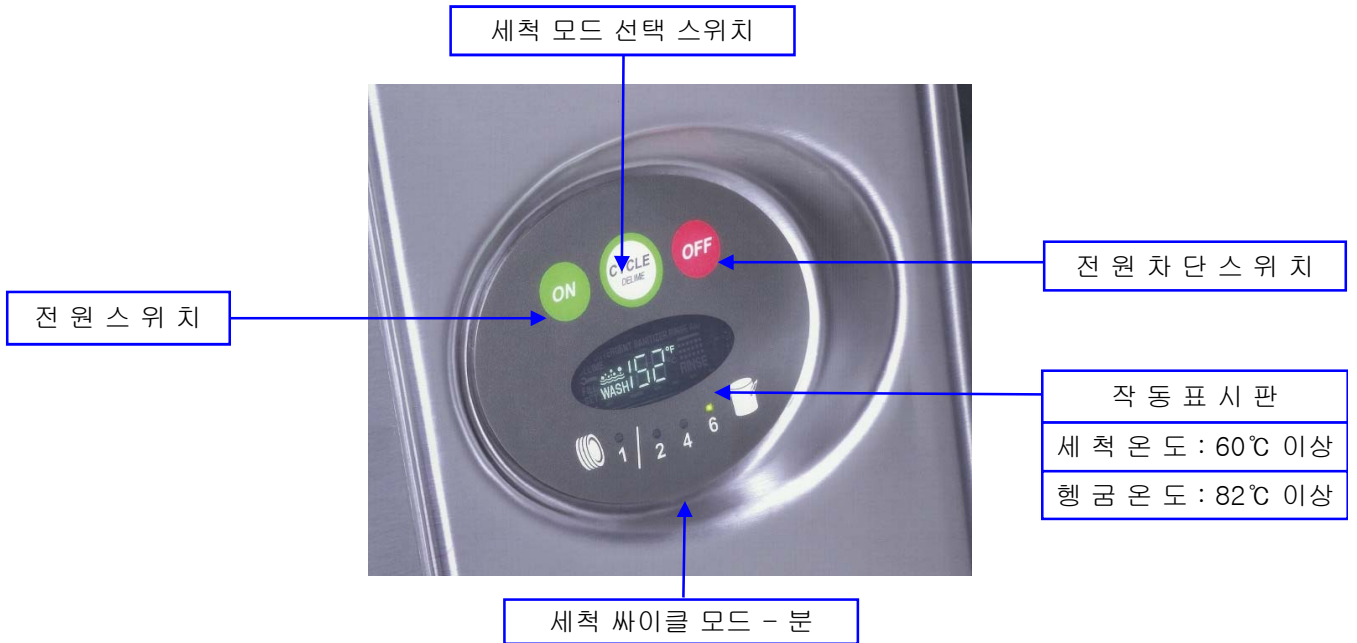 세척 모드 선택 스위치
전 원 차 단 스 위 치
전 원 스 위 치
ON
CYCLE
DELIME
OFF
WASH 152°F
RINSE
1 2 4 6
작 동 표 시 판
세 척 온 도 : 60℃ 이상
헹 굼 온 도 : 82℃ 이상
세척 싸이클 모드 - 분